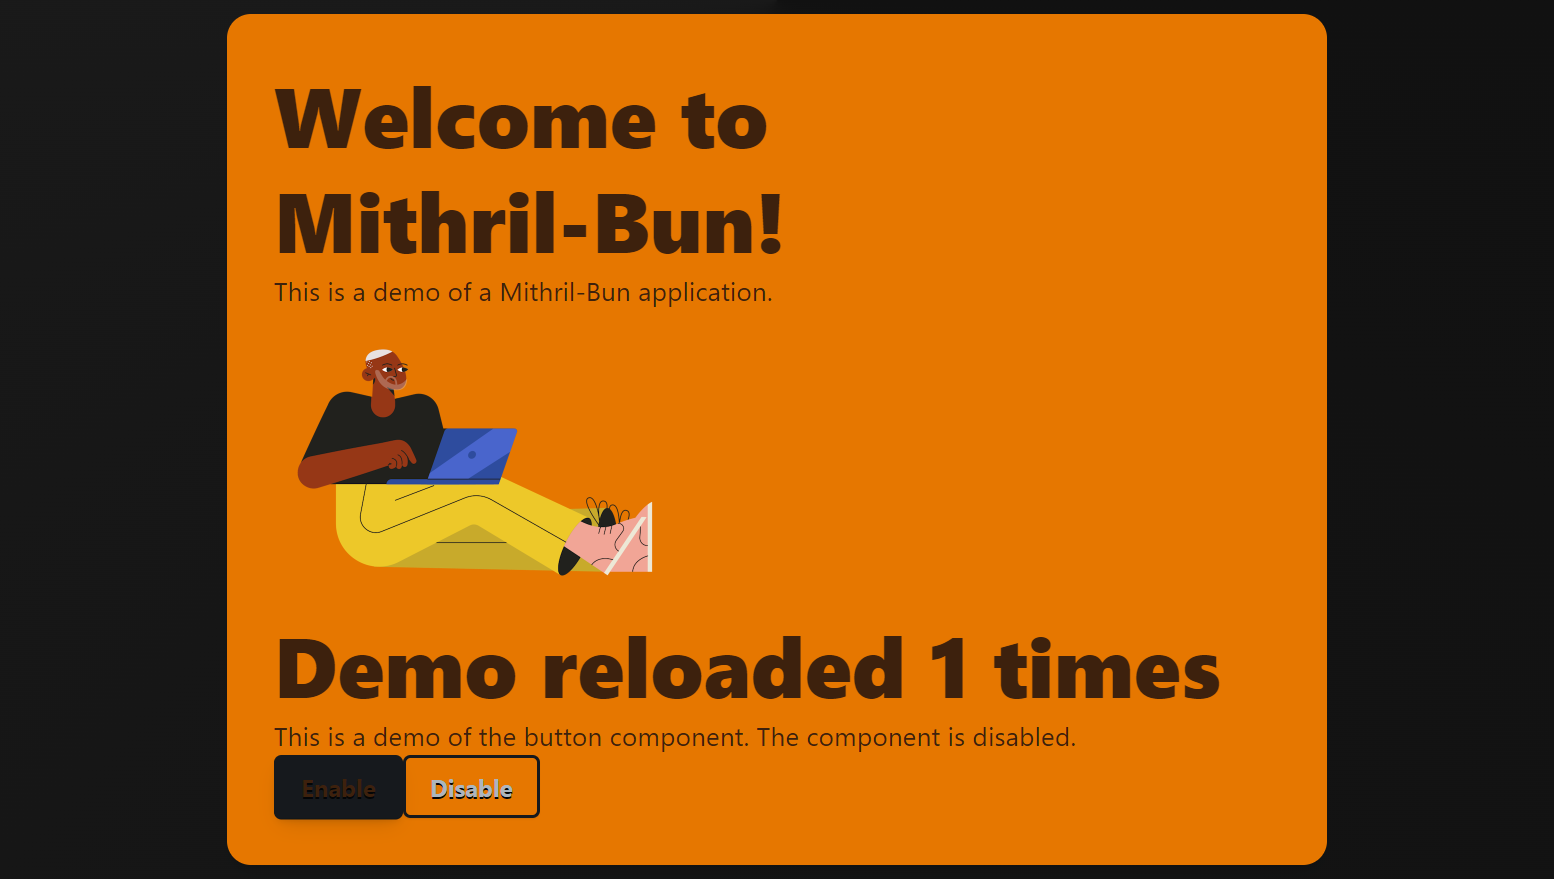 Welcome to
Mithril-Bun!
This is a demo of a Mithril-Bun application.
Demo reloaded 1 times
This is a demo of the button component. The component is disabled.
Enable Disable